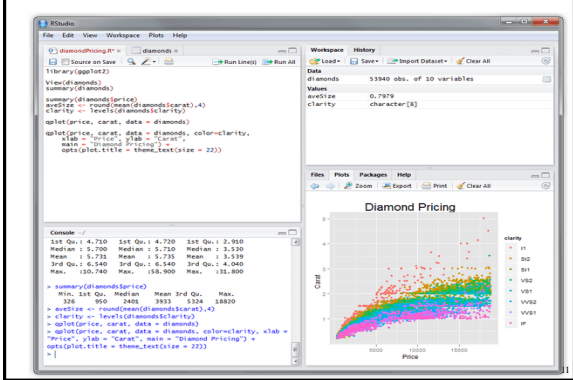 RStudio
File Edit View Workspace Plots Help
diamondPricing.R* × diamonds ×
Source on Save Run Line(s) Run All
library(ggplot2)
View(diamonds)
summary(diamonds)
summary(diamonds$price)
aveSize <- round(mean(diamonds$carat),4)
clarity <- levels(diamonds$clarity)
qplot(price, carat, data = diamonds)
qplot(price, carat, data = diamonds, color=clarity,
xlab = "Price", ylab = "Carat",
main = "Diamond Pricing") +
opts(plot.title = theme_text(size = 22))
Console ~/
1st Qu.: 4.710 1st Qu.: 4.720 1st Qu.: 2.910
Median : 5.700 Median : 5.710 Median : 3.530
Mean : 5.731 Mean : 5.735 Mean : 3.539
3rd Qu.: 6.540 3rd Qu.: 6.540 3rd Qu.: 4.040
Max. :10.740 Max. :58.900 Max. :31.800
> summary(diamonds$price)
Min. 1st Qu. Median Mean 3rd Qu. Max.
326 950 2401 3933 5324 18820
> aveSize <- round(mean(diamonds$carat),4)
> clarity <- levels(diamonds$clarity)
> qplot(price, carat, data = diamonds)
> qplot(price, carat, data = diamonds, color=clarity, xlab =
"Price", ylab = "Carat", main = "Diamond Pricing") +
opts(plot.title = theme_text(size = 22))
>
Workspace History
Load Save Import Dataset Clear All
Data
diamonds 53940 obs. of 10 variables
Values
aveSize 0.7979
clarity character[8]
Files Plots Packages Help
Zoom Export Print Clear All
Diamond Pricing
Carat
5
4
3
2
1
5000 10000 15000
Price
clarity
I1
SI2
SI1
VS2
VS1
VVS2
VVS1
IF